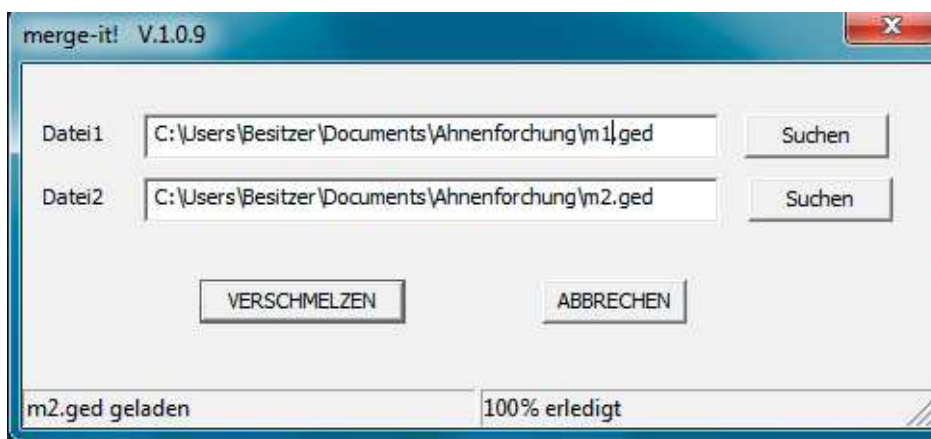 merge-it! V.1.0.9
Datei1 C:\Users\Besitzer\Documents\Ahnenforchung\m1.ged Suchen
Datei2 C:\Users\Besitzer\Documents\Ahnenforchung\m2.ged Suchen
VERSCHMELZEN ABBRECHEN
m2.ged geladen 100% erledigt